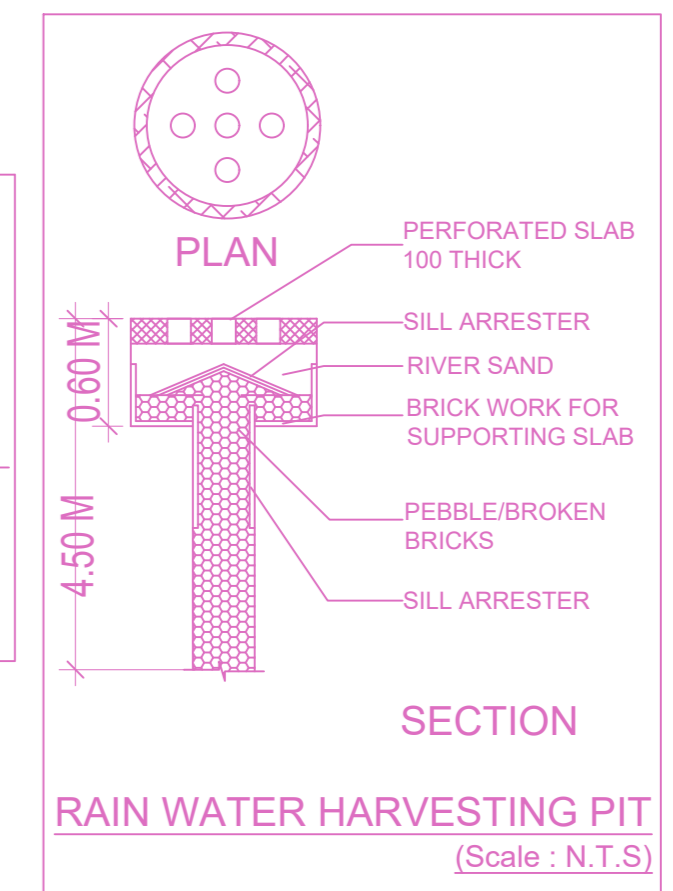 PLAN
PERFORATED SLAB
100 THICK
SILL ARRESTER
RIVER SAND
BRICK WORK FOR
SUPPORTING SLAB
PEBBLE/BROKEN
BRICKS
SILL ARRESTER
0.60 M
4.50 M
SECTION
RAIN WATER HARVESTING PIT
(Scale : N.T.S)